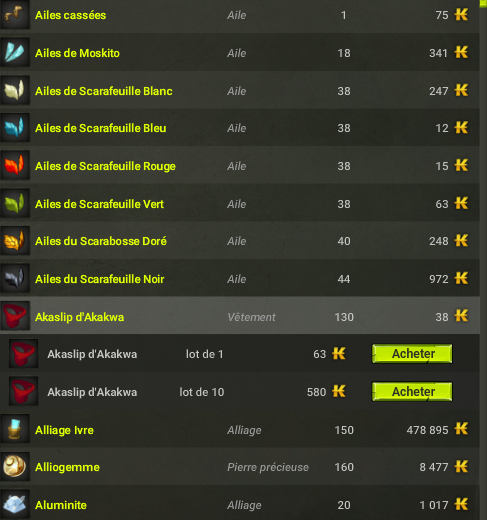 Ailes cassées Aile 1 75
Ailes de Moskito Aile 18 341
Ailes de Scarafeuille Blanc Aile 38 247
Ailes de Scarafeuille Bleu Aile 38 12
Ailes de Scarafeuille Rouge Aile 38 15
Ailes de Scarafeuille Vert Aile 38 63
Ailes du Scarabosse Doré Aile 40 248
Ailes du Scarafeuille Noir Aile 44 972
Akaslip d'Akakwa Vêtement 130 38
Akaslip d'Akakwa lot de 1 63 Acheter
Akaslip d'Akakwa lot de 10 580 Acheter
Alliage Ivre Alliage 150 478 895
Alliogemme Pierre précieuse 160 8 477
Aluminite Alliage 20 1 017